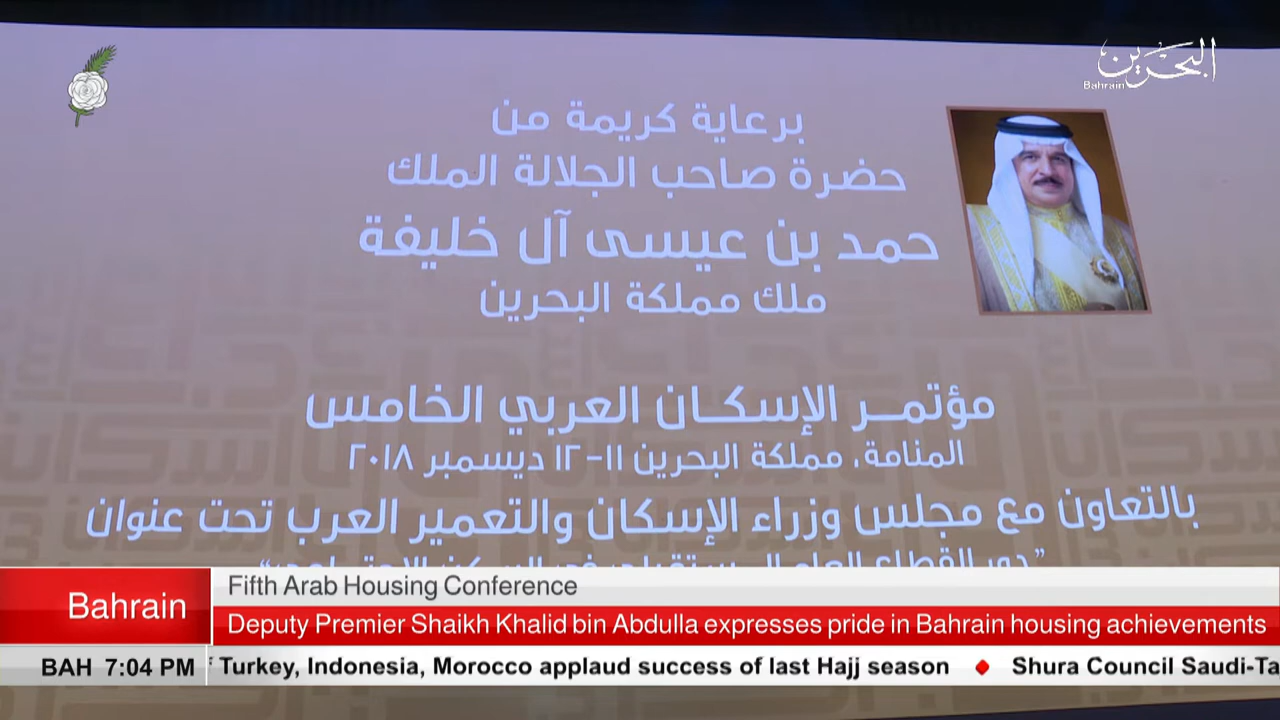 البحرين
Bahrain
برعاية كريمة من
حضرة صاحب الجلالة الملك
حمد بن عيسى آل خليفة
ملك مملكة البحرين
مؤتمر الإسكان العربي الخامس
المنامة، مملكة البحرين ١١-١٢ ديسمبر ٢٠١٨
بالتعاون مع مجلس وزراء الإسكان والتعمير العرب تحت عنوان
Bahrain
Fifth Arab Housing Conference
Deputy Premier Shaikh Khalid bin Abdulla expresses pride in Bahrain housing achievements
BAH 7:04 PM Turkey, Indonesia, Morocco applaud success of last Hajj season ♦ Shura Council Saudi-Ta